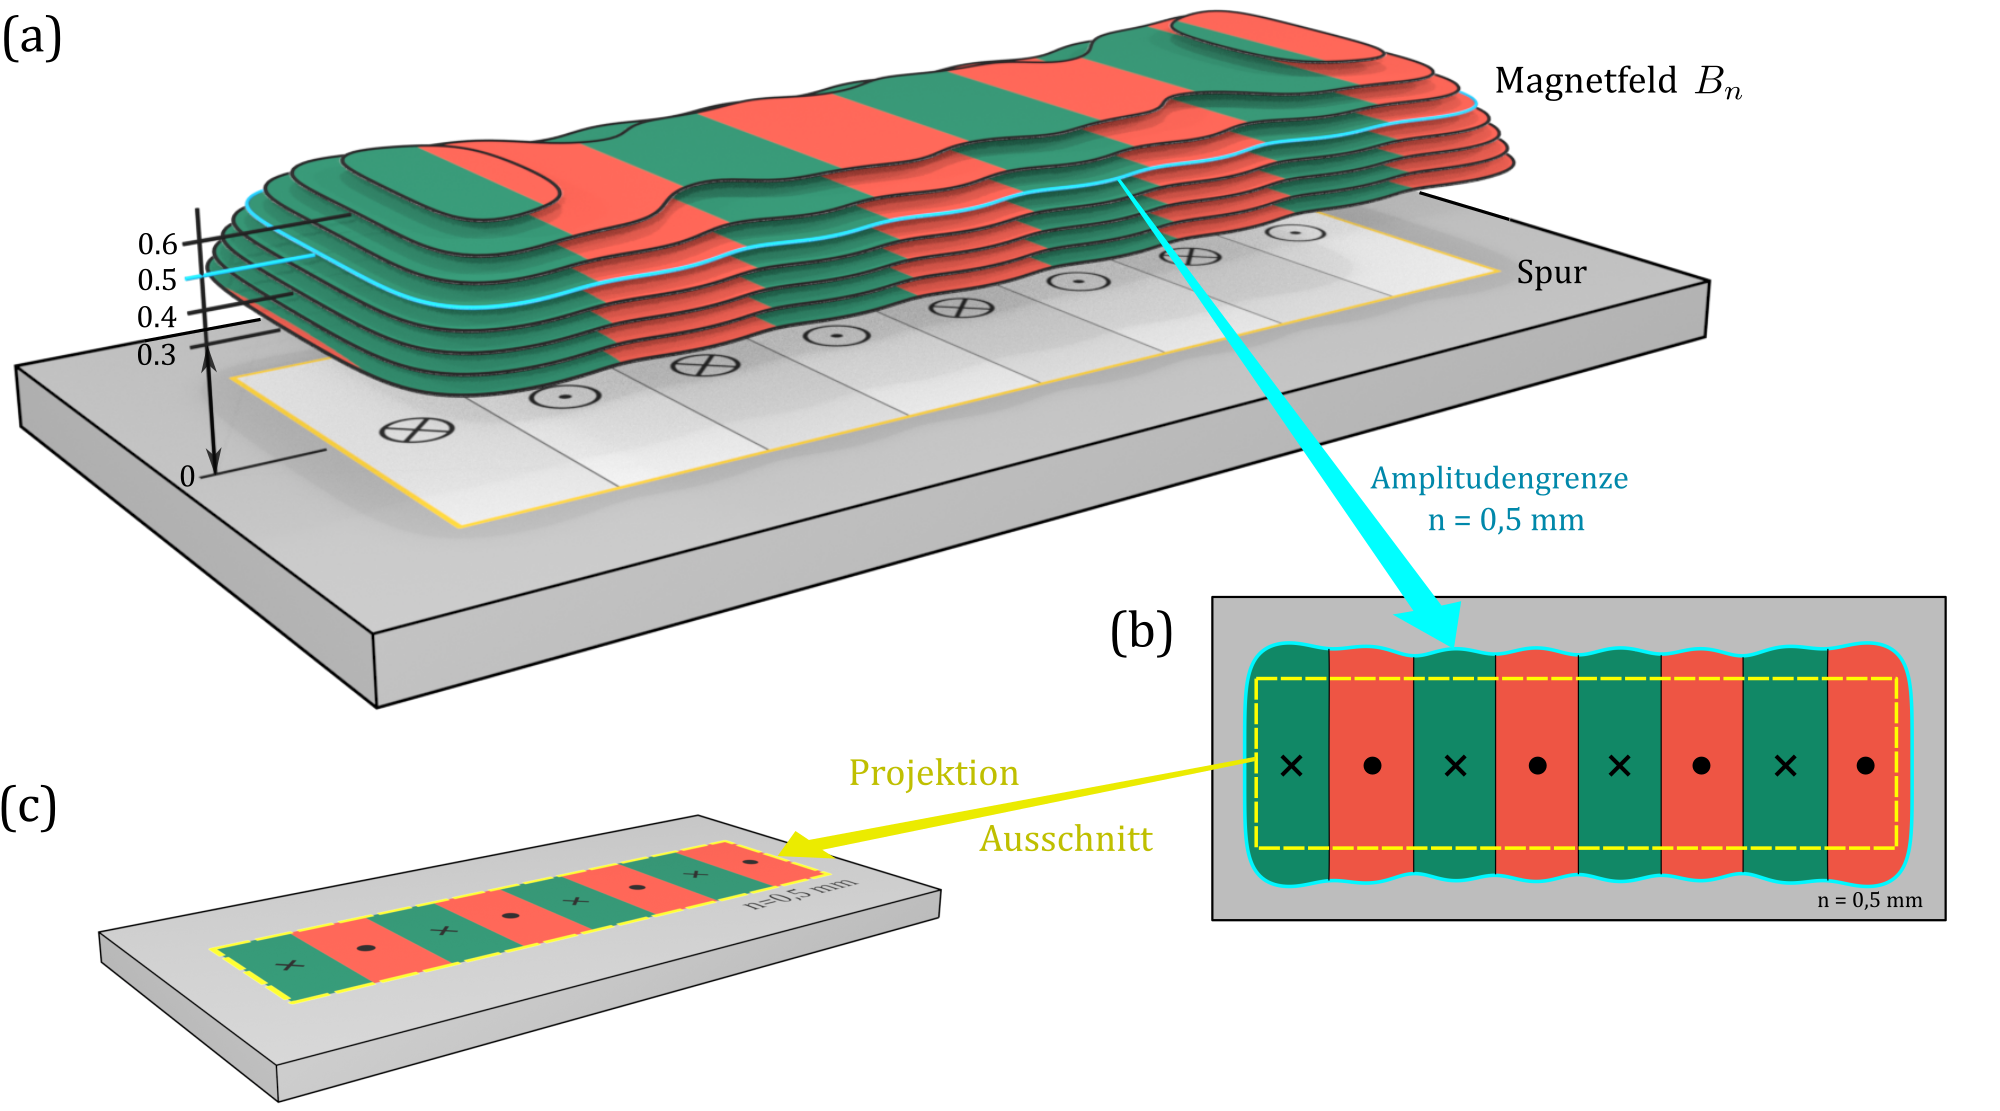 (a)
Magnetfeld B_n
0.6
0.5
0.4
0.3
0
Spur
Amplitudengrenze
n = 0,5 mm
(b)
n = 0,5 mm
Projektion
Ausschnitt
(c)
n=0,5 mm